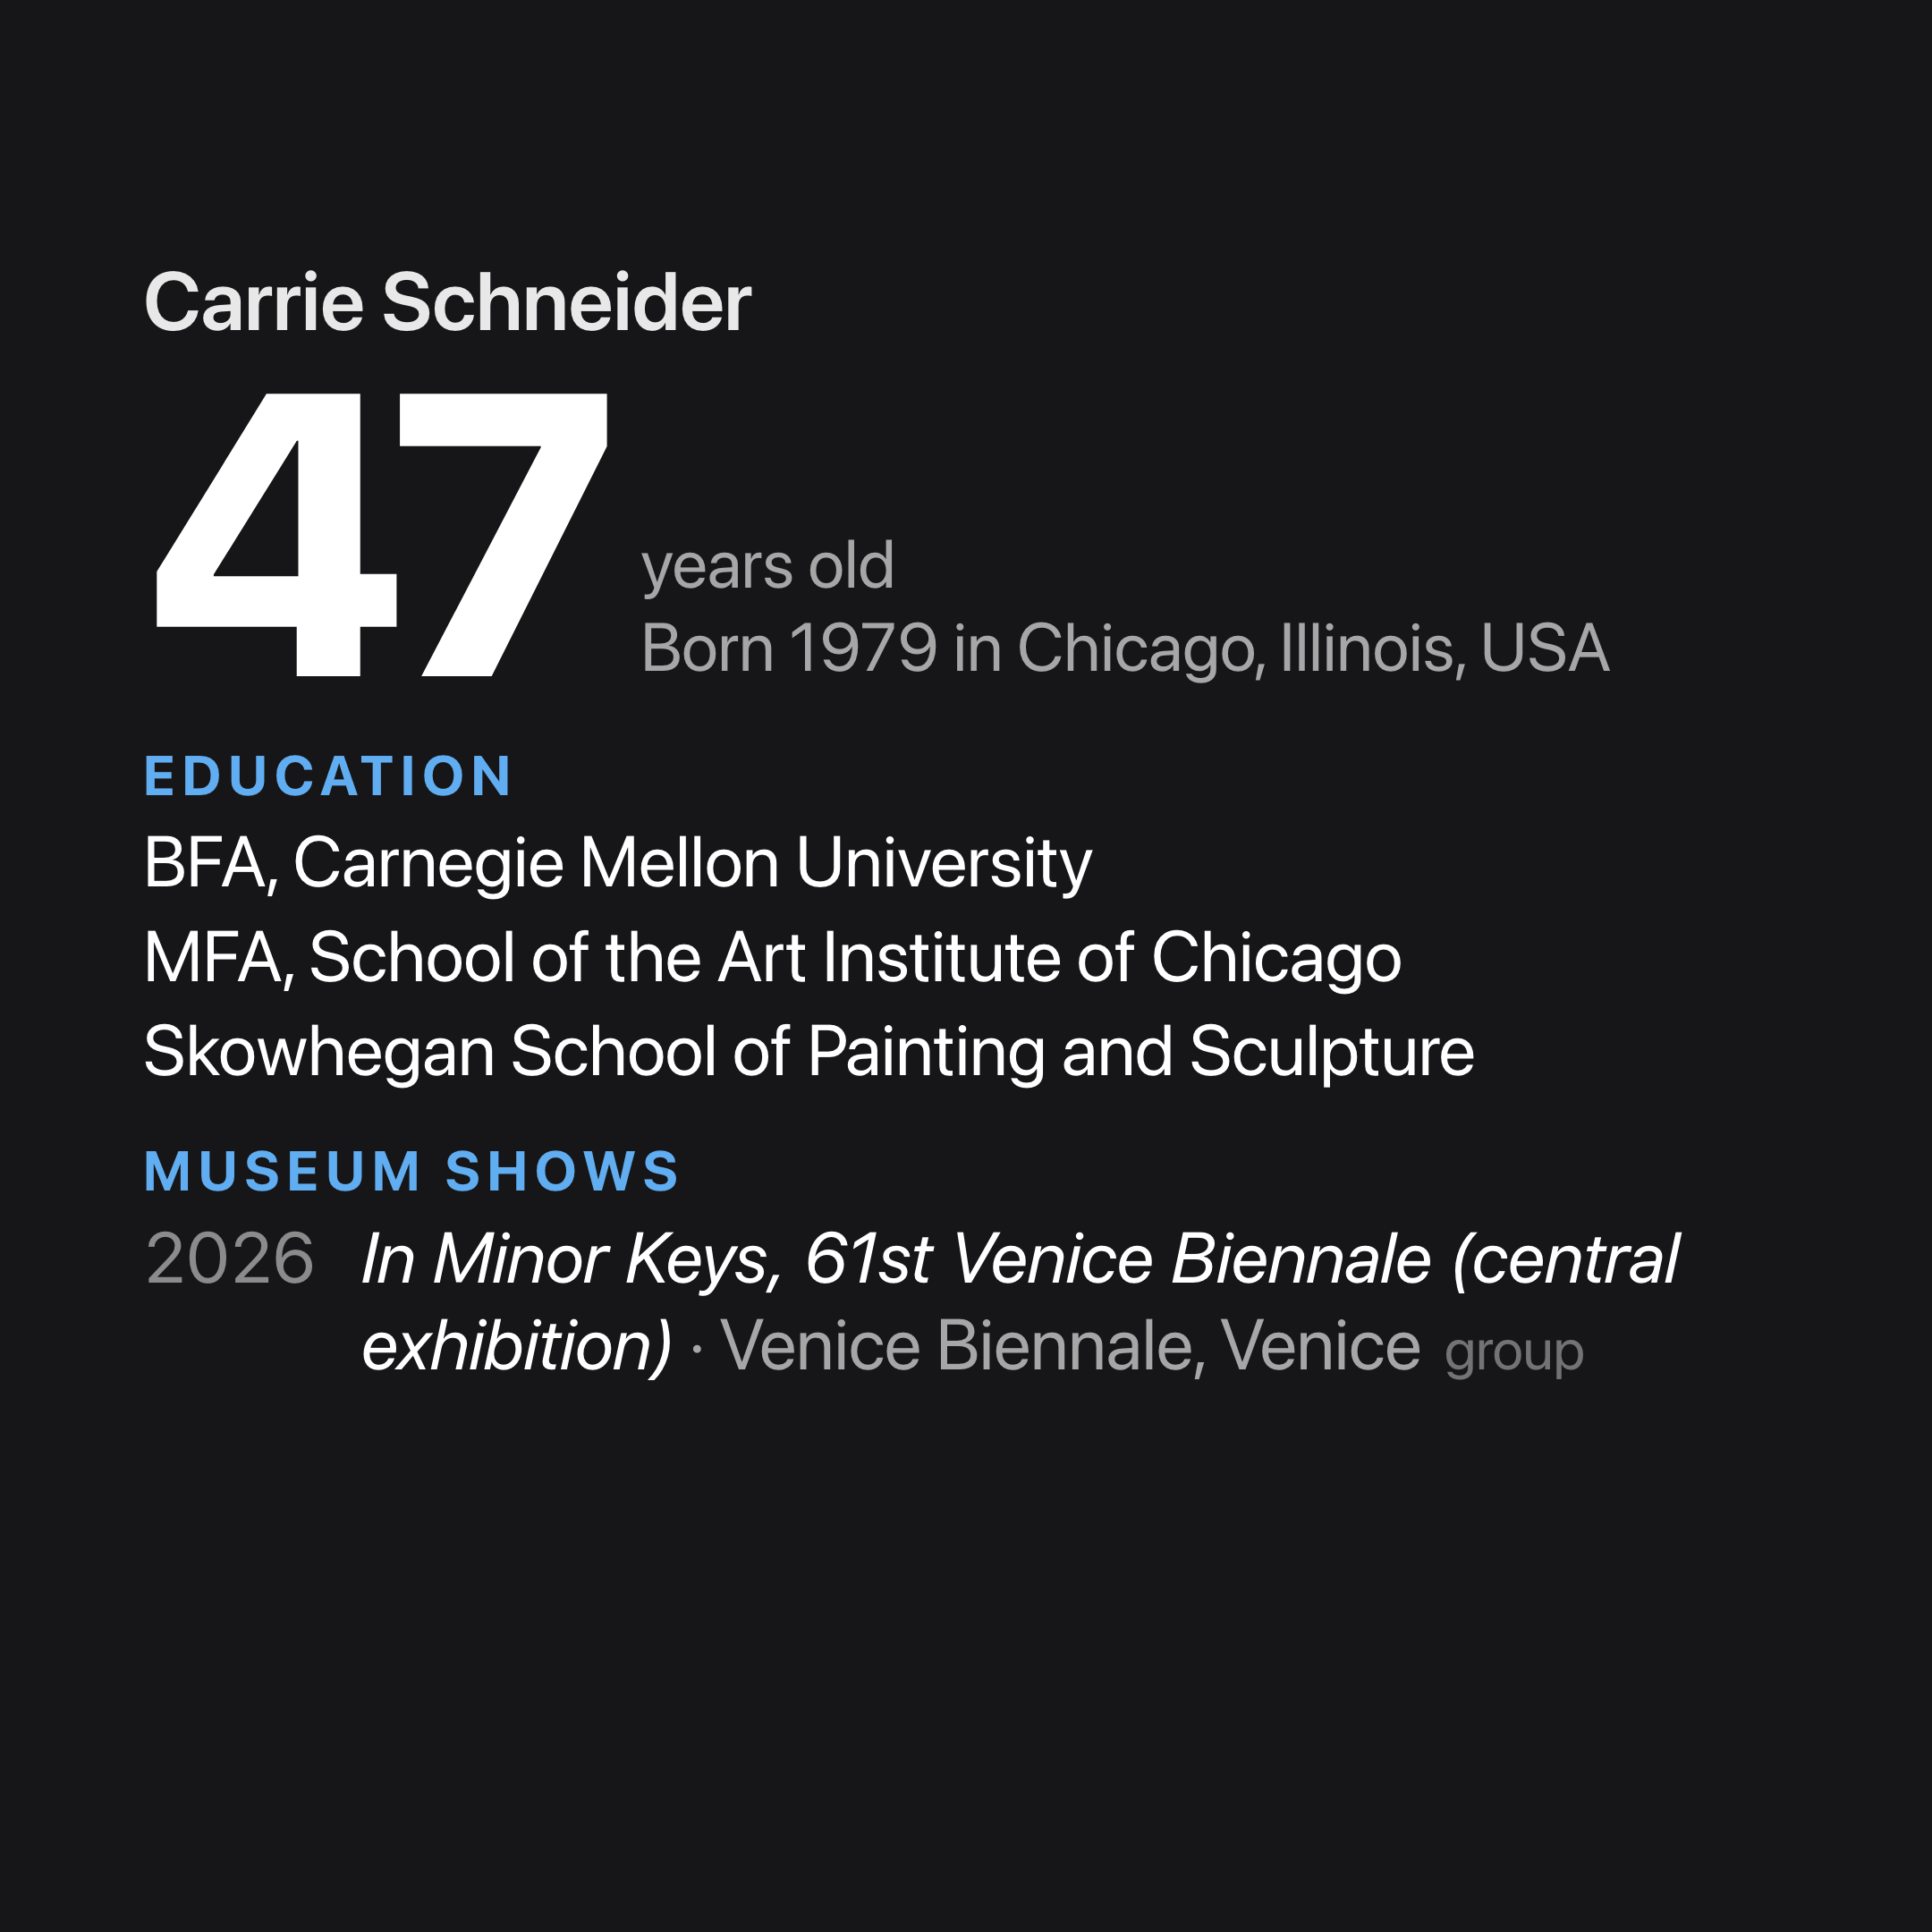 Carrie Schneider
47
years old
Born 1979 in Chicago, Illinois, USA
EDUCATION
BFA, Carnegie Mellon University
MFA, School of the Art Institute of Chicago
Skowhegan School of Painting and Sculpture
MUSEUM SHOWS
2026 In Minor Keys, 61st Venice Biennale (central
exhibition) · Venice Biennale, Venice group